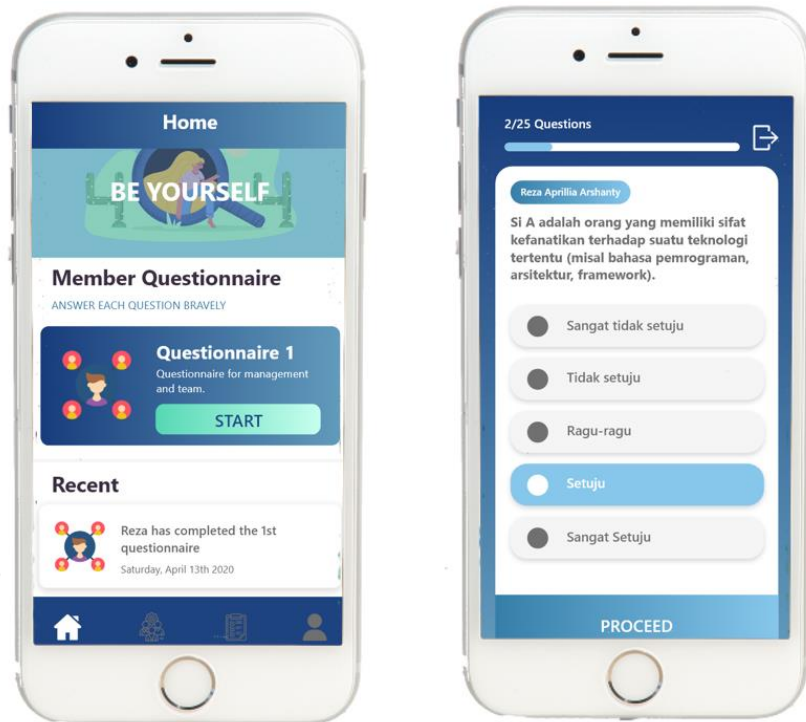 Home
BE YOURSELF
Member Questionnaire
ANSWER EACH QUESTION BRAVELY
Questionnaire 1
Questionnaire for management
and team.
START
Recent
Reza has completed the 1st
questionnaire
Saturday, April 13th 2020
2/25 Questions
Reza Aprillia Arshanty
Si A adalah orang yang memiliki sifat
kefanatikan terhadap suatu teknologi
tertentu (misal bahasa pemrograman,
arsitektur, framework).
Sangat tidak setuju
Tidak setuju
Ragu-ragu
Setuju
Sangat Setuju
PROCEED